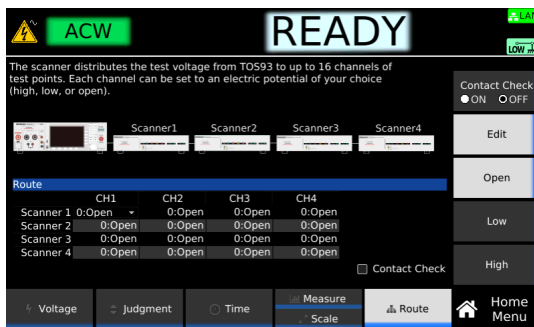 ACW
READY
LAN
LOW
The scanner distributes the test voltage from TOS93 to up to 16 channels of
test points. Each channel can be set to an electric potential of your choice
(high, low, or open).
Contact Check
ON OFF
Edit
Scanner1 Scanner2 Scanner3 Scanner4
Open
Route
CH1 CH2 CH3 CH4
Scanner 1 0:Open 0:Open 0:Open 0:Open
Scanner 2 0:Open 0:Open 0:Open 0:Open
Scanner 3 0:Open 0:Open 0:Open 0:Open
Scanner 4 0:Open 0:Open 0:Open 0:Open
Low
Contact Check
High
Voltage
Judgment
Time
Measure
Scale
Route
Home
Menu